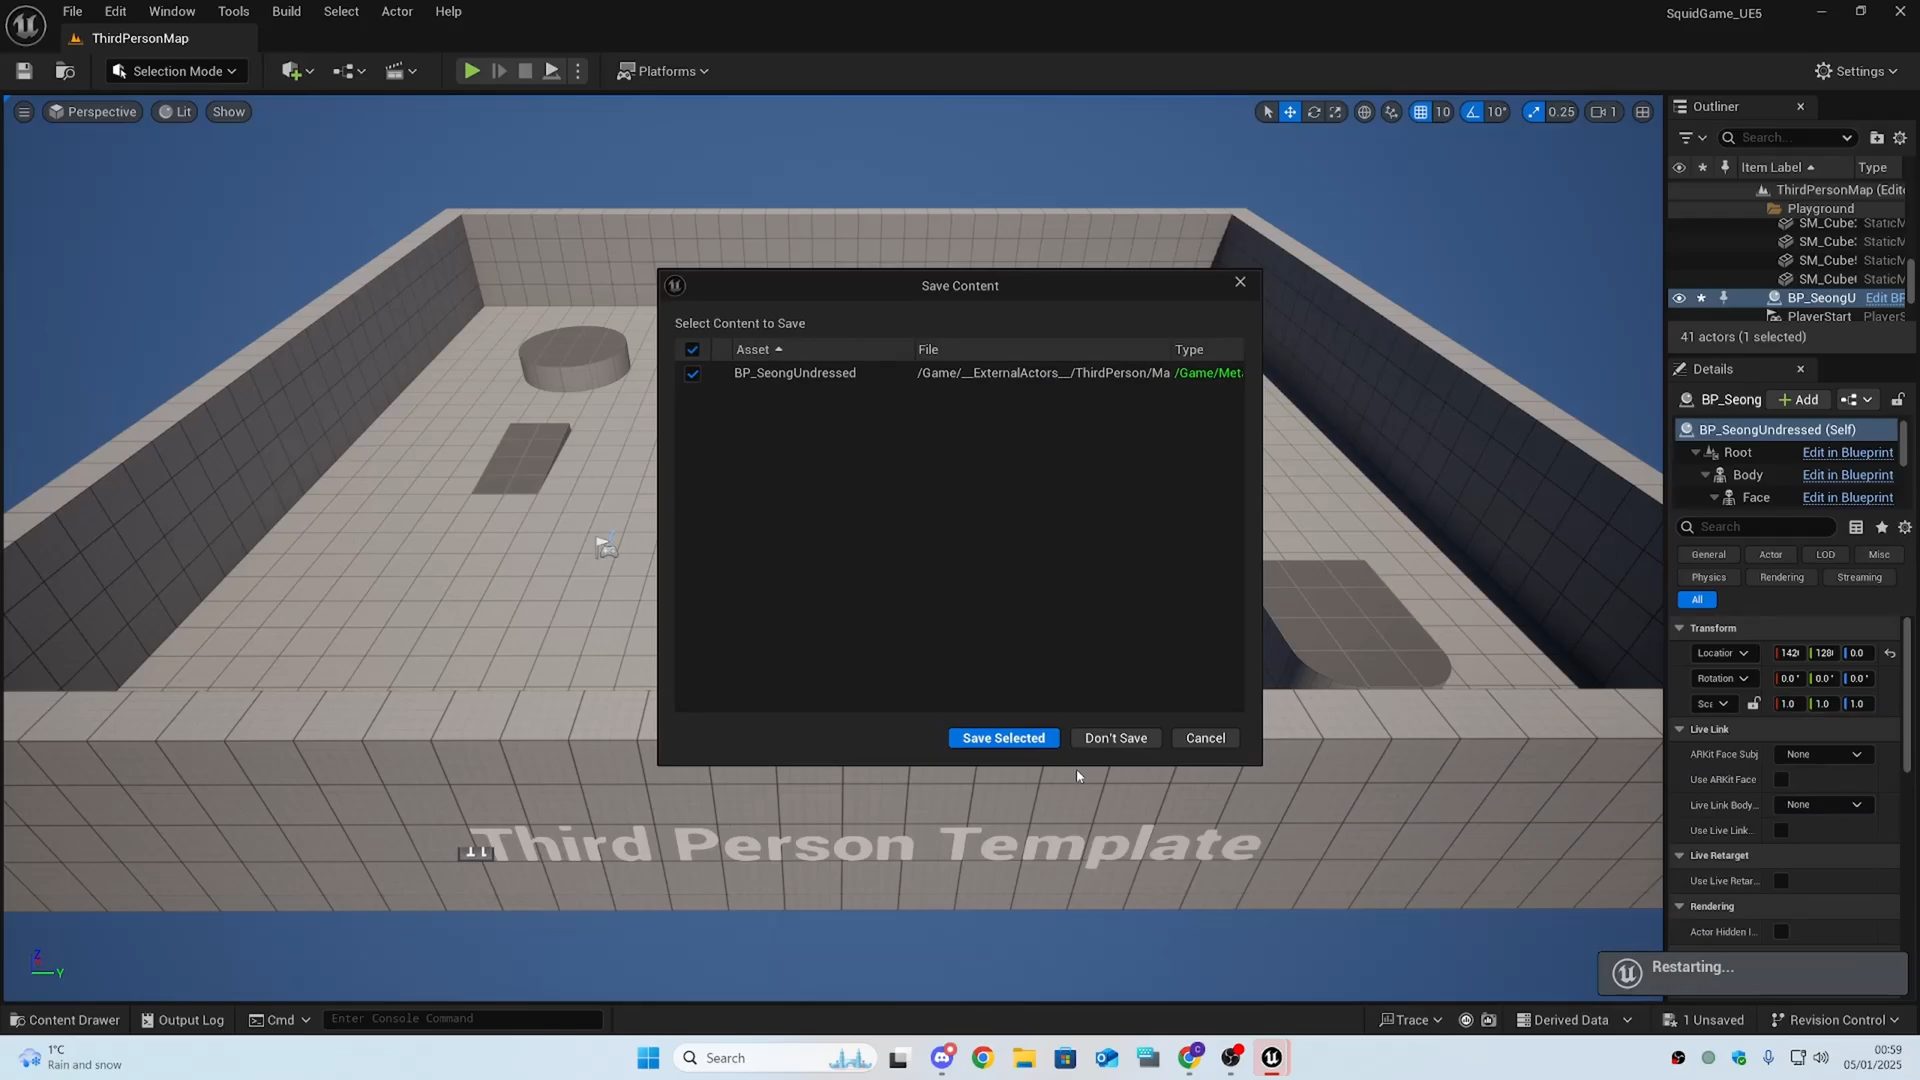 File Edit Window Tools Build Select Actor Help
SquidGame_UE5
ThirdPersonMap
Selection Mode
Platforms
Settings
Perspective Lit Show
10 10° 0.25 1
Outliner
Search...
Item Label Type
ThirdPersonMap (Edit
Playground
SM_Cube StaticM
SM_Cube StaticM
SM_Cube StaticM
SM_Cube StaticM
BP_SeongU Edit BP
PlayerStart PlayerS
41 actors (1 selected)
Details
BP_Seong Add
BP_SeongUndressed (Self)
Root Edit in Blueprint
Body Edit in Blueprint
Face Edit in Blueprint
Search
General Actor LOD Misc
Physics Rendering Streaming
All
Transform
Location 0.0
Rotation 0.0° 0.0° 0.0°
Sca 1.0 1.0 1.0
Live Link
ARKit Face Subj None
Use ARKit Face
Live Link Body... None
Use Live Link...
Live Retarget
Use Live Retar...
Rendering
Actor Hidden I...
Save Content
Select Content to Save
Asset File Type
BP_SeongUndressed /Game/__ExternalActors__/ThirdPerson/Ma /Game/Met
Save Selected Don't Save Cancel
Third Person Template
Z
Y
Restarting...
Content Drawer Output Log Cmd Enter Console Command
Trace Derived Data 1 Unsaved Revision Control
1°C
Rain and snow
Search
00:59
05/01/2025